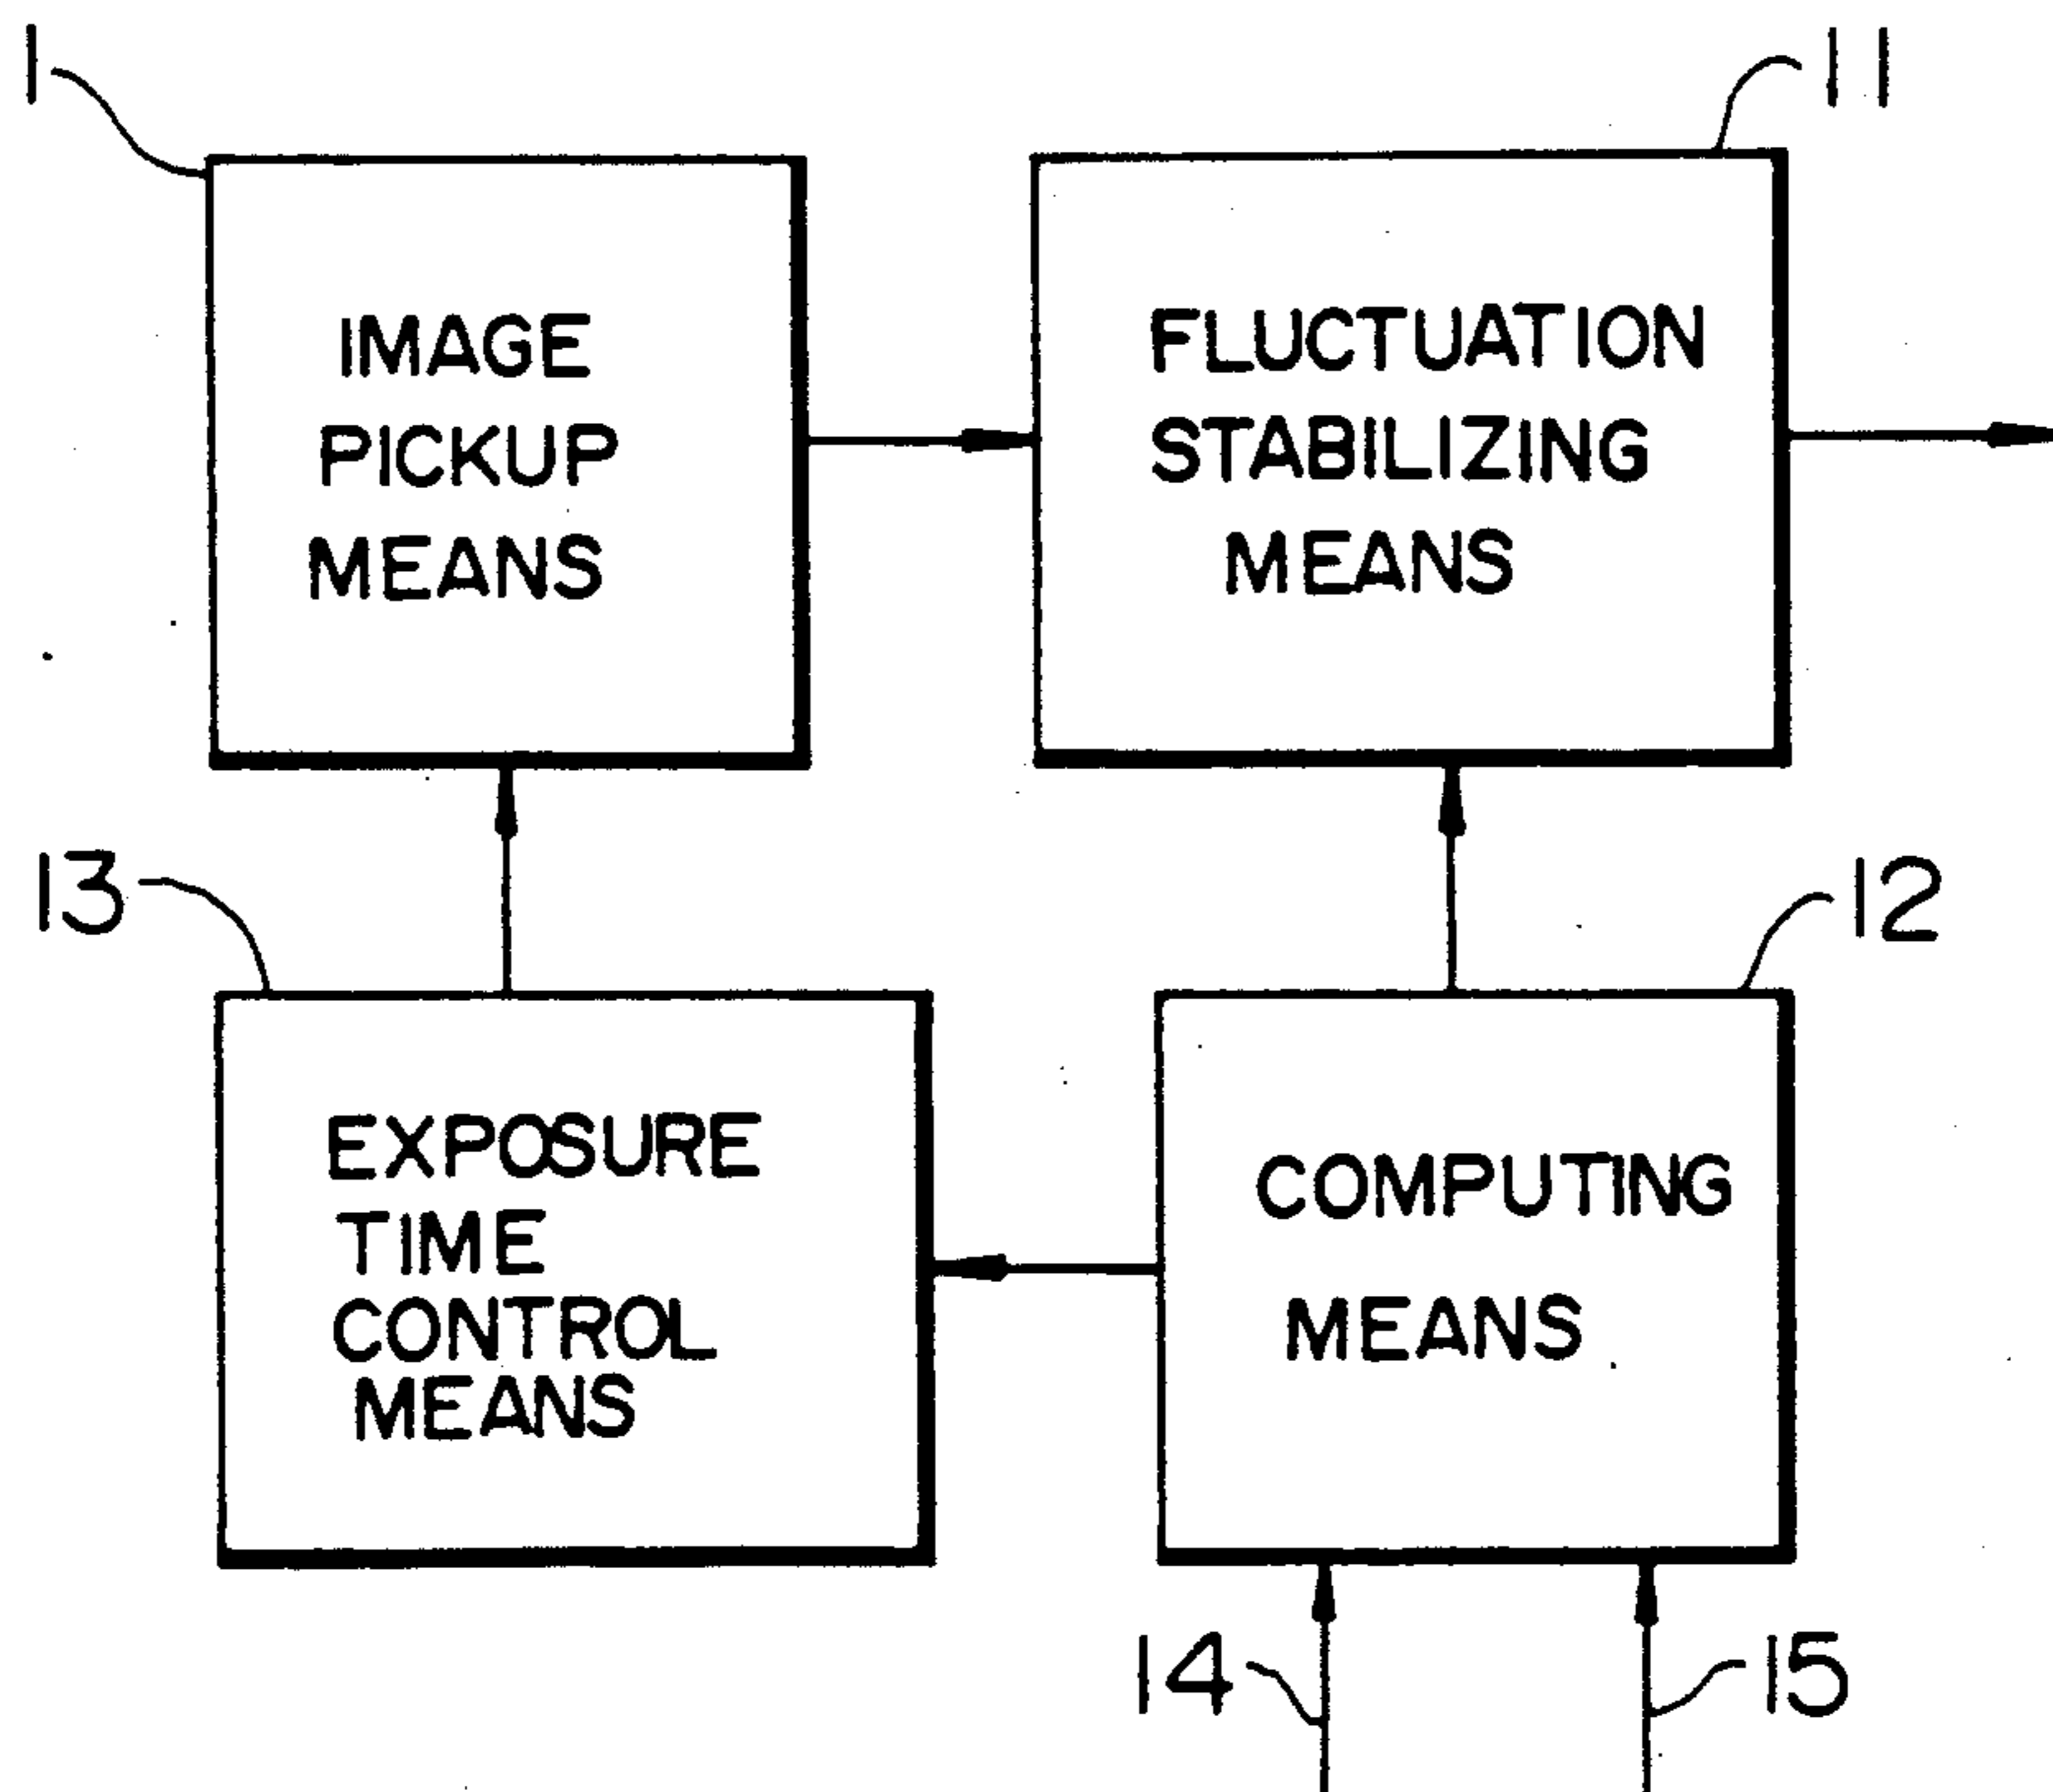 1
11
IMAGE
PICKUP
MEANS
FLUCTUATION
STABILIZING
MEANS
13
12
EXPOSURE
TIME
CONTROL
MEANS
COMPUTING
MEANS
14
15